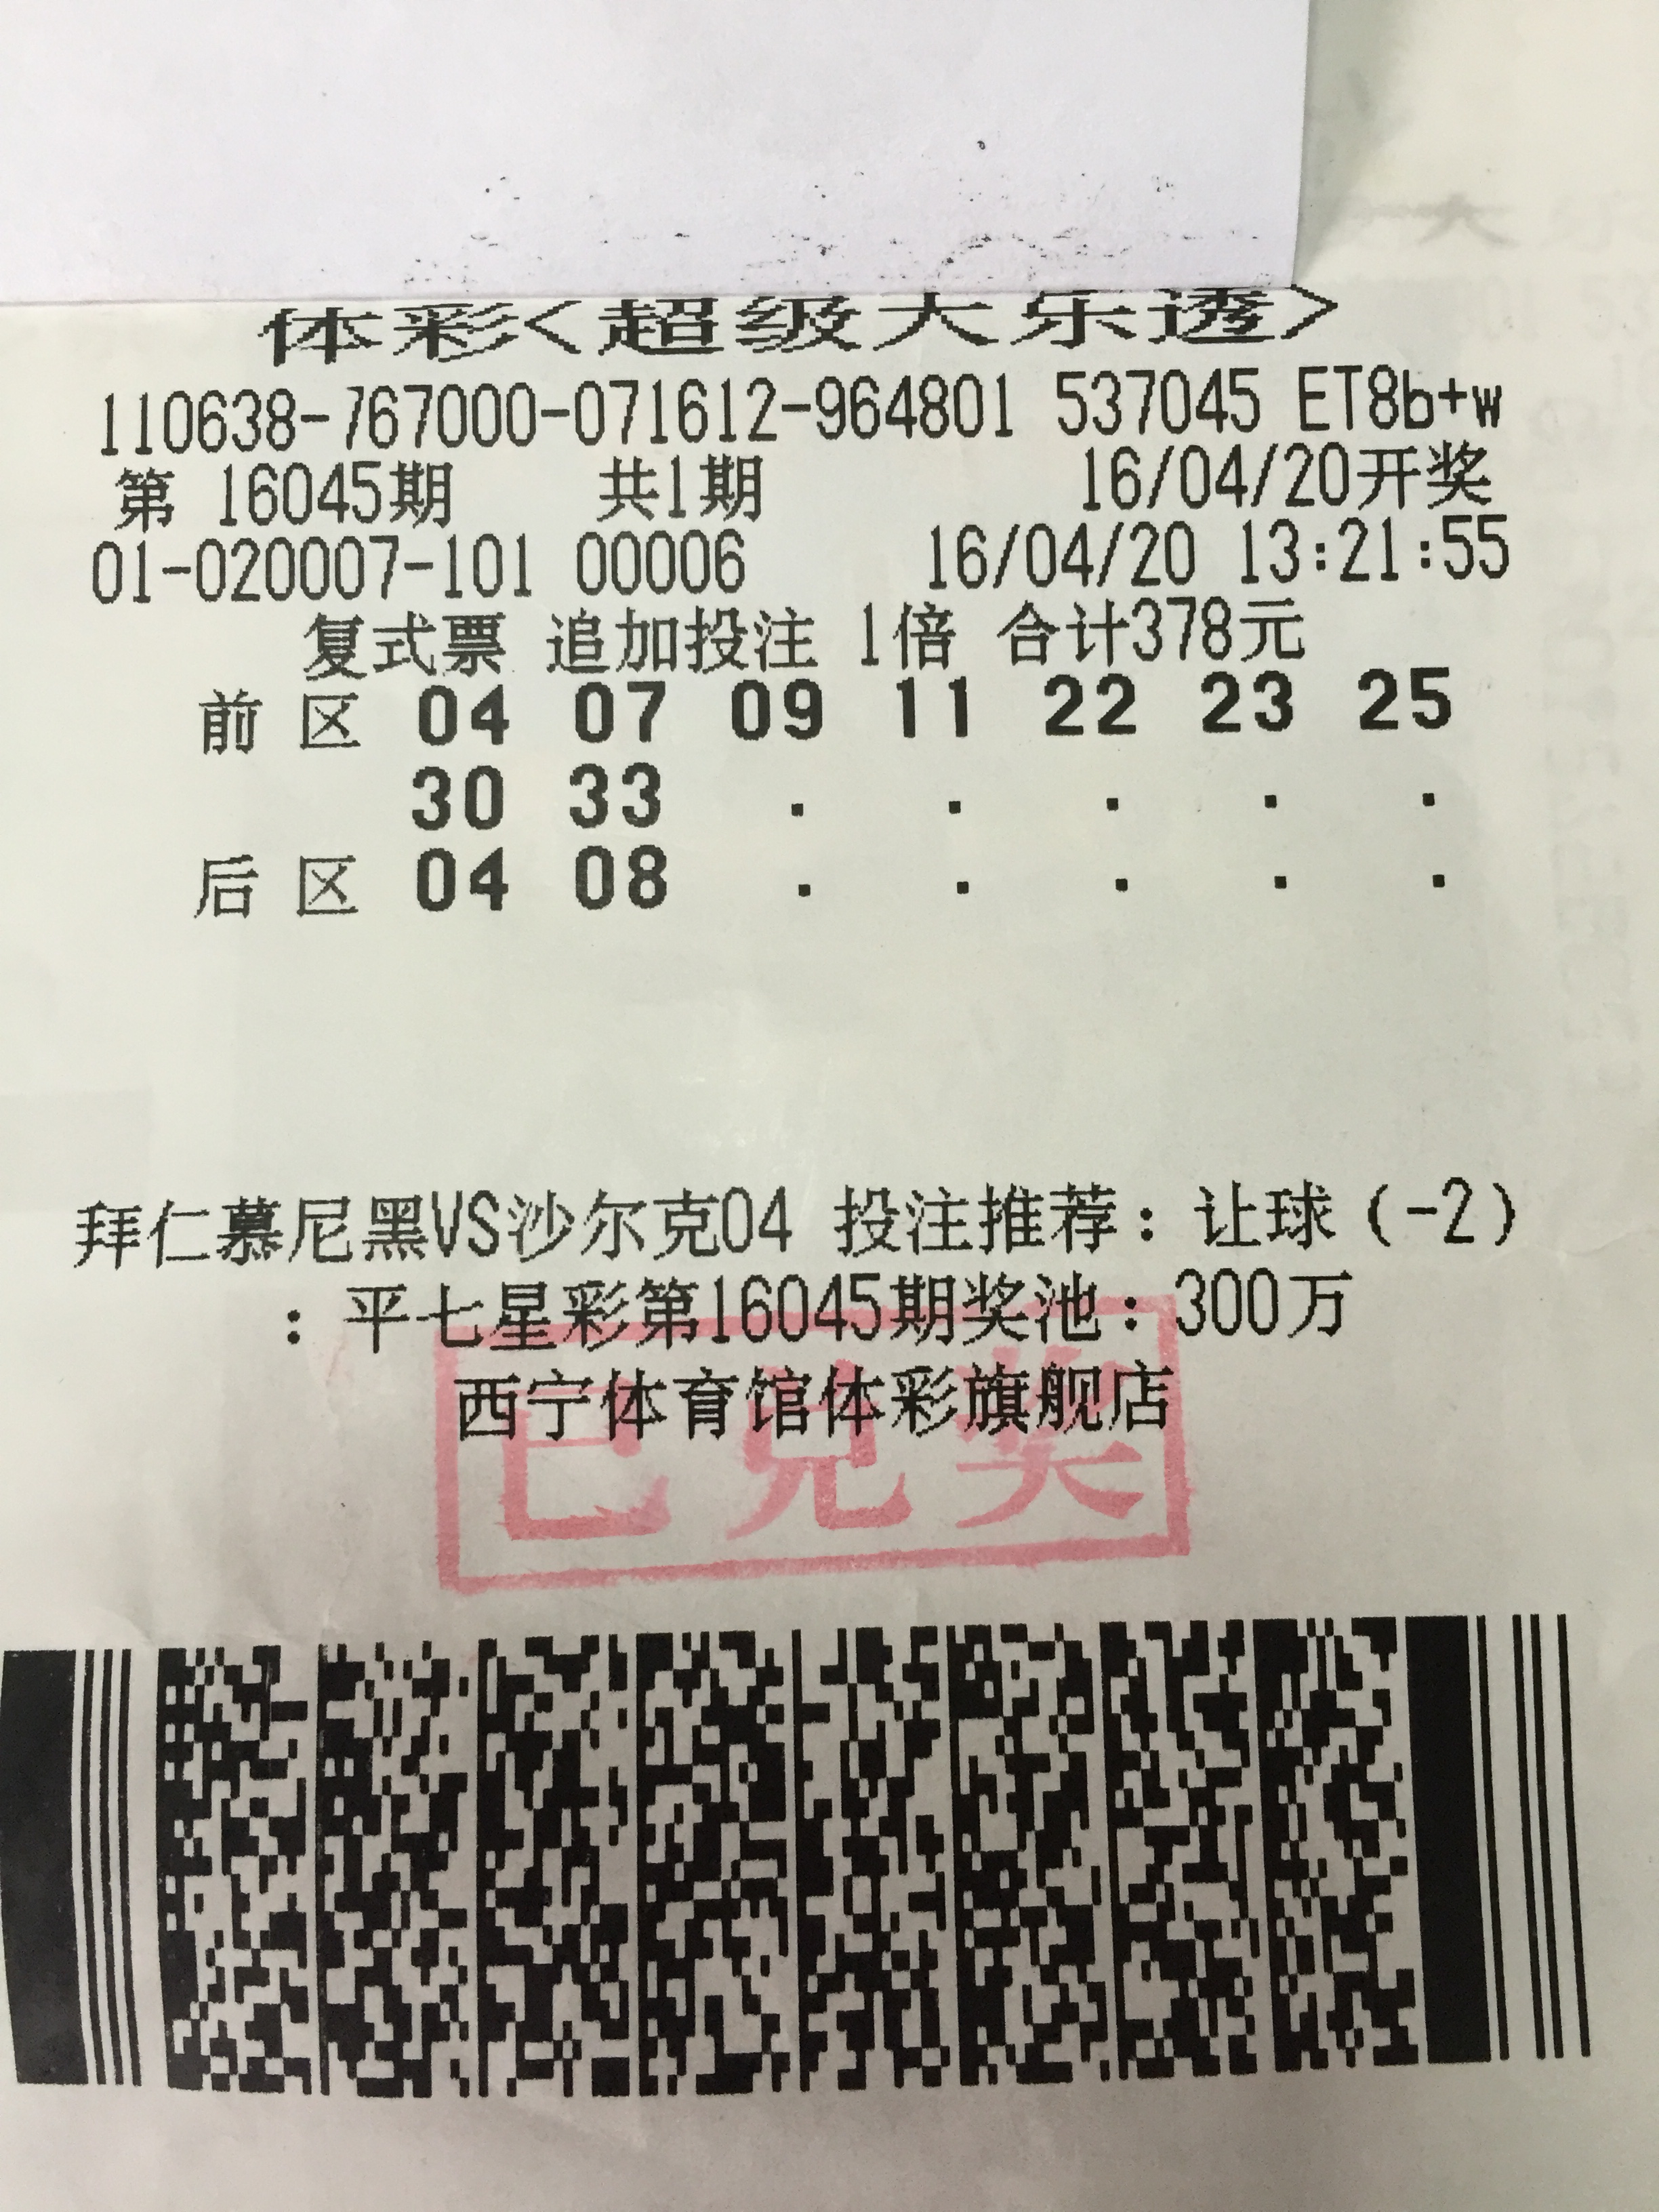 体彩<超级大乐透>
110638-767000-071612-964801 537045 ET8b+w
第 16045期 共1期 16/04/20开奖
01-020007-101 00006 16/04/20 13:21:55
复式票 追加投注 1倍 合计378元
前 区 04 07 09 11 22 23 25
30 33 . . . . .
后 区 04 08 . . . . .
拜仁慕尼黑VS沙尔克04 投注推荐：让球(-2)
：平七星彩第16045期奖池：300万
西宁体育馆体彩旗舰店
已兑奖